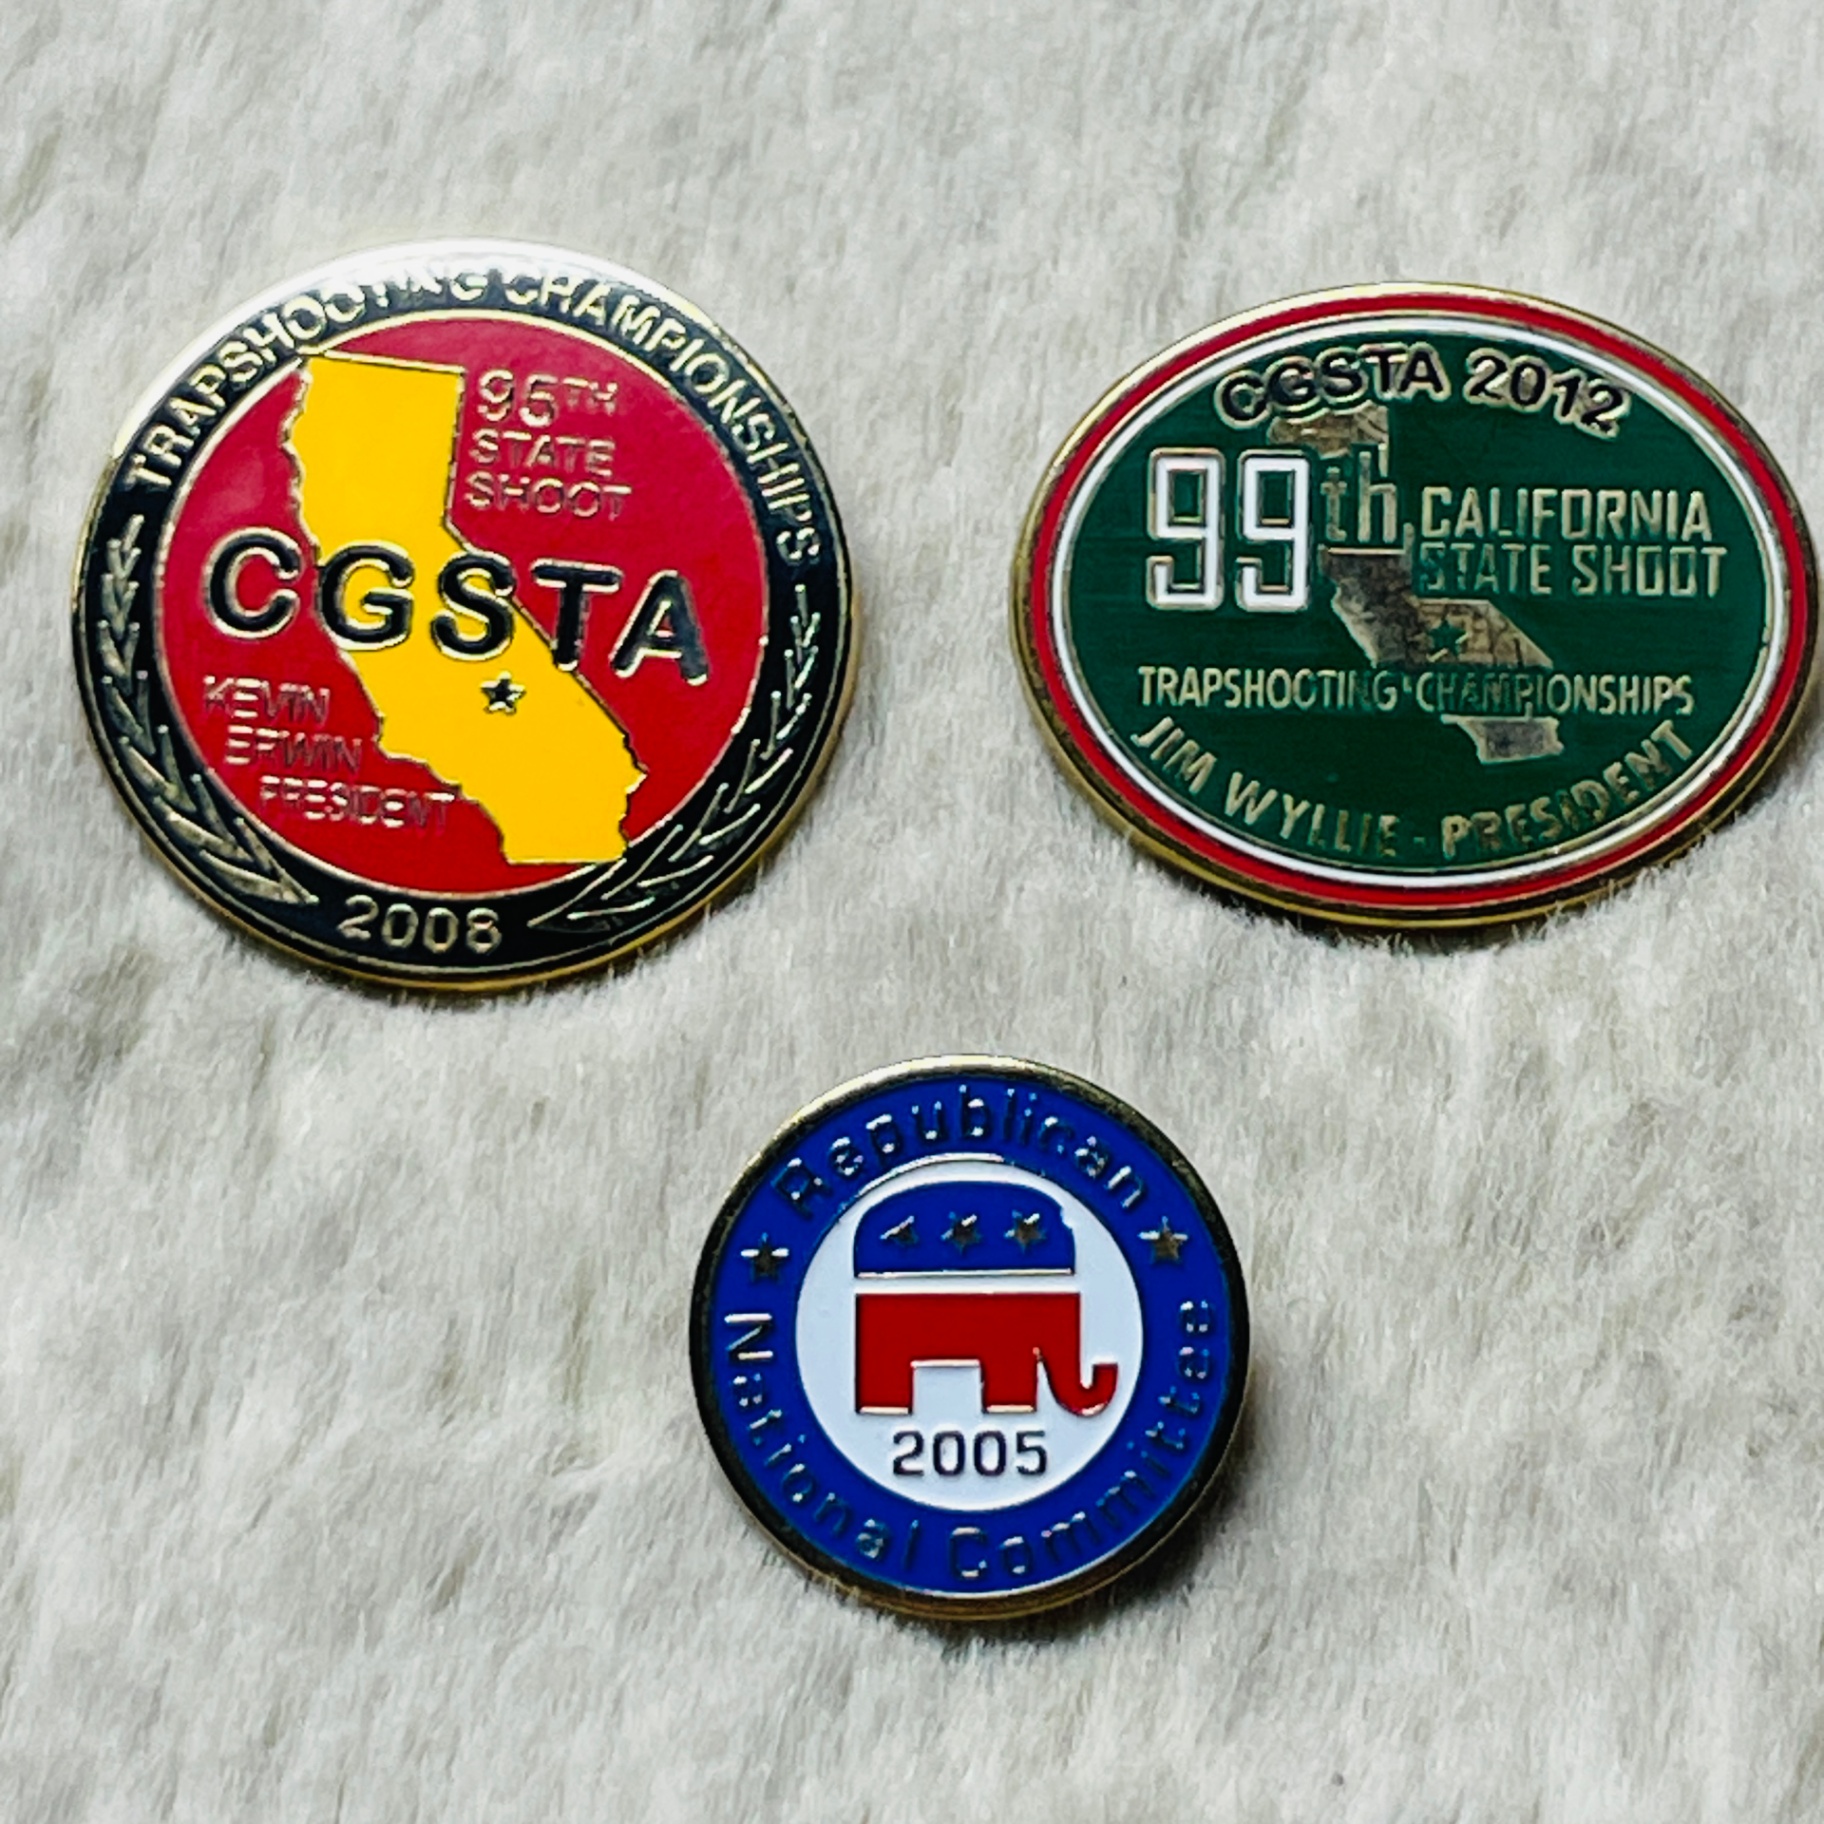 TRAPSHOOTING CHAMPIONSHIPS
95TH
STATE
SHOOT
CGSTA
KEVIN
ERWIN
PRESIDENT
2008
CGSTA 2012
99th CALIFORNIA
STATE SHOOT
TRAPSHOOTING CHAMPIONSHIPS
JIM WYLLIE - PRESIDENT
Republican
National Committee
2005